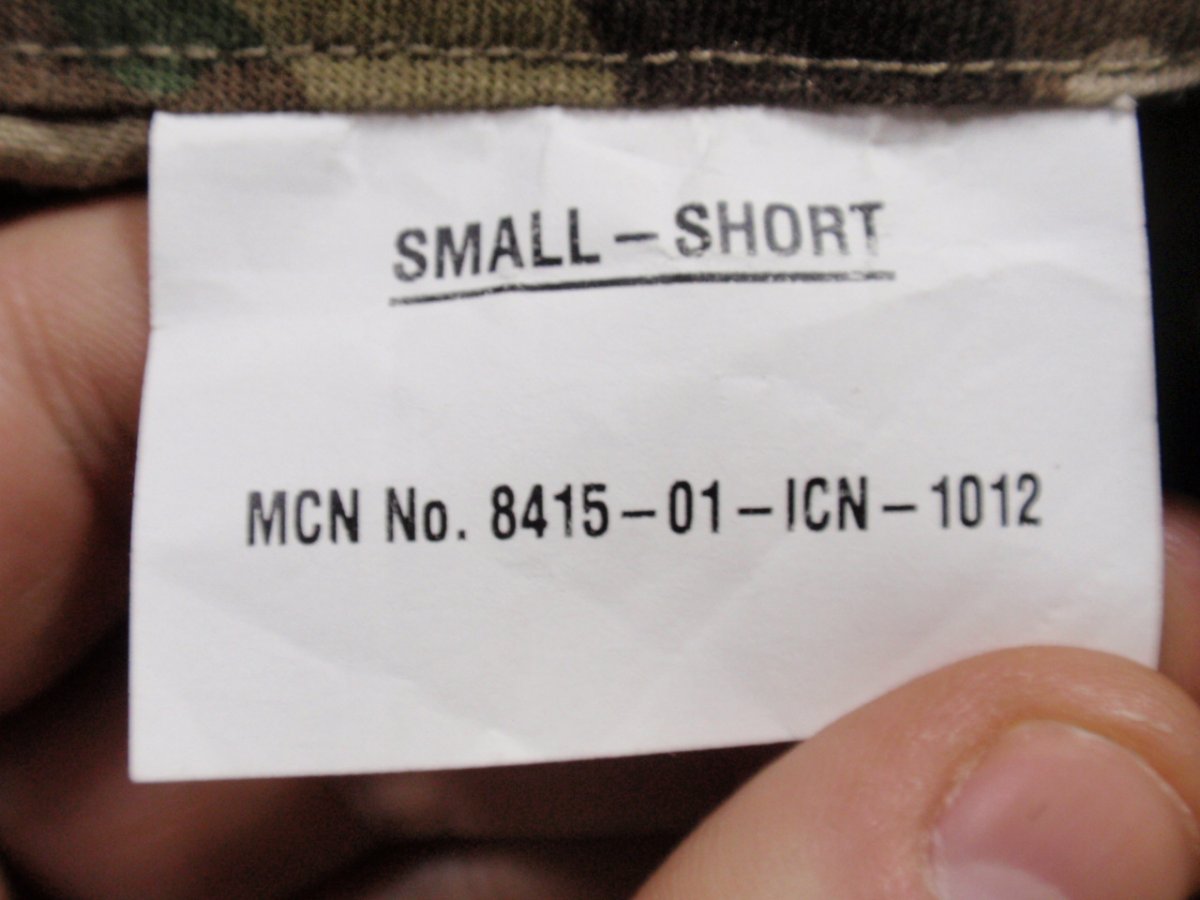 SMALL – SHORT
MCN No. 8415–01–ICN–1012